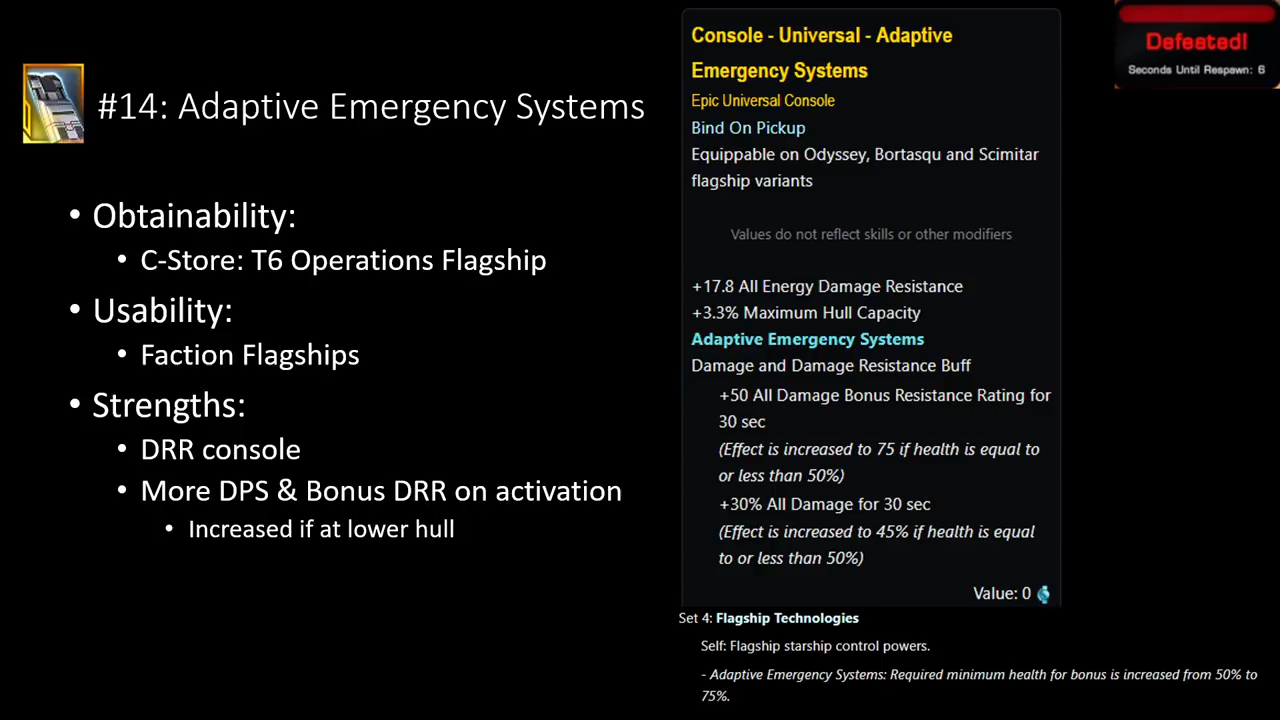 #14: Adaptive Emergency Systems
• Obtainability:
• C-Store: T6 Operations Flagship
• Usability:
• Faction Flagships
• Strengths:
• DRR console
• More DPS & Bonus DRR on activation
• Increased if at lower hull
Console - Universal - Adaptive
Emergency Systems
Epic Universal Console
Bind On Pickup
Equippable on Odyssey, Bortasqu and Scimitar
flagship variants
Values do not reflect skills or other modifiers
+17.8 All Energy Damage Resistance
+3.3% Maximum Hull Capacity
Adaptive Emergency Systems
Damage and Damage Resistance Buff
+50 All Damage Bonus Resistance Rating for
30 sec
(Effect is increased to 75 if health is equal to
or less than 50%)
+30% All Damage for 30 sec
(Effect is increased to 45% if health is equal
to or less than 50%)
Value: 0
Set 4: Flagship Technologies
Self: Flagship starship control powers.
- Adaptive Emergency Systems: Required minimum health for bonus is increased from 50% to
75%.
Defeated!
Seconds Until Respawn: 6